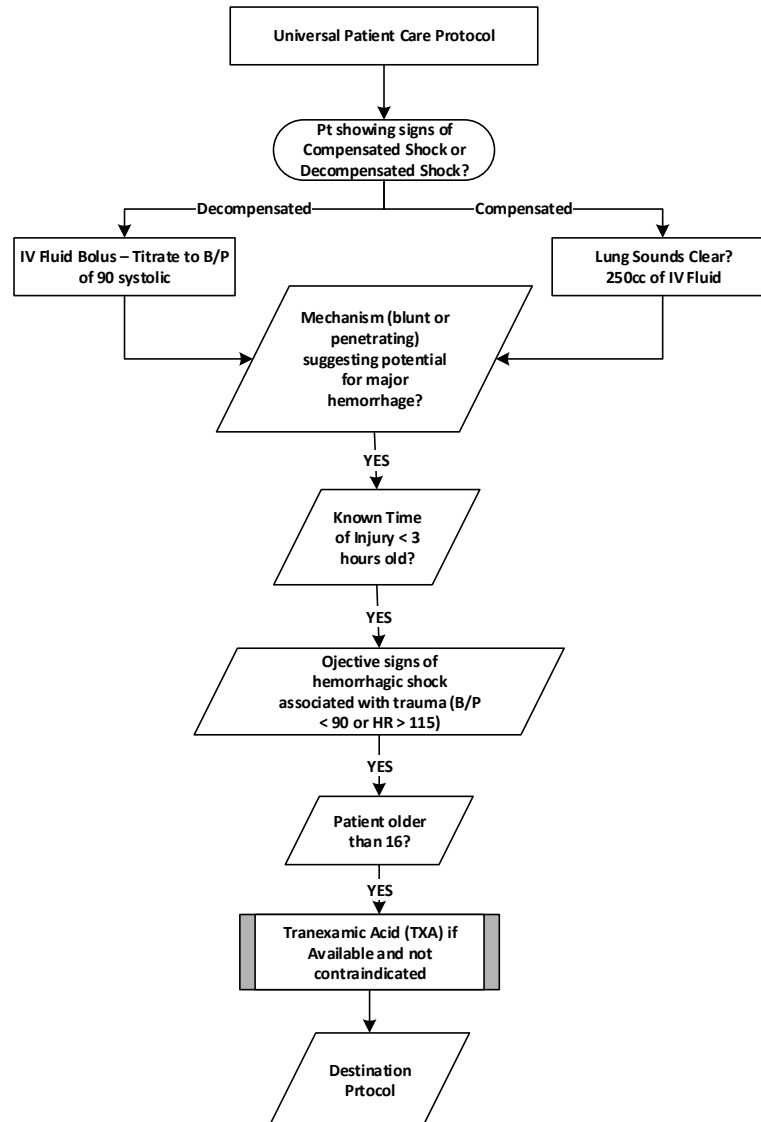 Universal Patient Care Protocol
Pt showing signs of
Compensated Shock or
Decompensated Shock?
Decompensated
Compensated
IV Fluid Bolus – Titrate to B/P
of 90 systolic
Lung Sounds Clear?
250cc of IV Fluid
Mechanism (blunt or
penetrating)
suggesting potential
for major
hemorrhage?
YES
Known Time
of Injury < 3
hours old?
YES
Ojective signs of
hemorrhagic shock
associated with trauma (B/P
< 90 or HR > 115)
YES
Patient older
than 16?
YES
Tranexamic Acid (TXA) if
Available and not
contraindicated
Destination
Prtocol